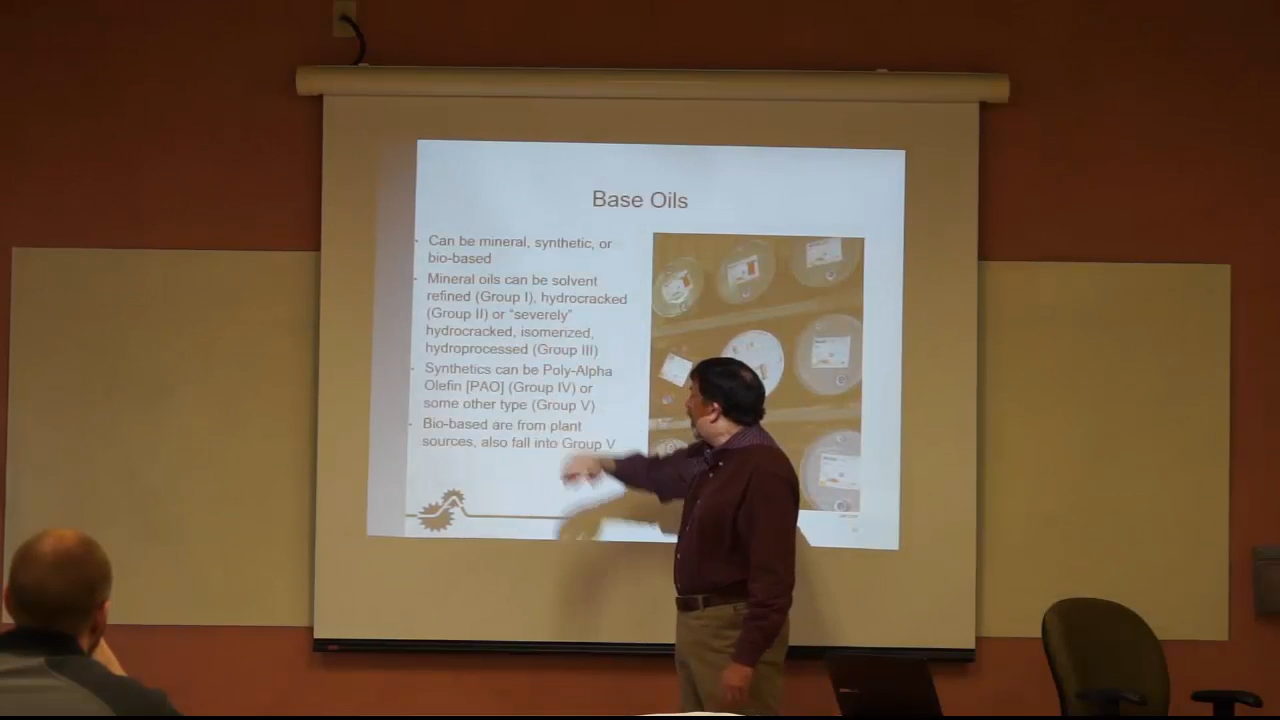 Base Oils
Can be mineral, synthetic, or
bio-based
Mineral oils can be solvent
refined (Group I), hydrocracked
(Group II) or “severely”
hydrocracked, isomerized,
hydroprocessed (Group III)
Synthetics can be Poly-Alpha
Olefin [PAO] (Group IV) or
some other type (Group V)
Bio-based are from plant
sources, also fall into Group V